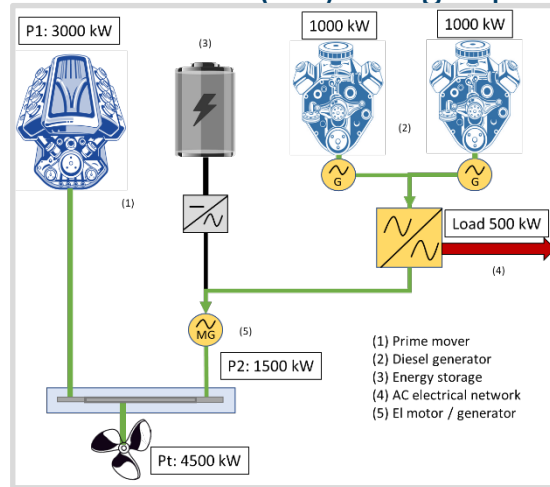 P1: 3000 kW
(3)
1000 kW
1000 kW
(2)
(1)
G
G
Load 500 kW
(4)
MG
(5)
P2: 1500 kW
(1) Prime mover
(2) Diesel generator
(3) Energy storage
(4) AC electrical network
(5) El motor / generator
Pt: 4500 kW